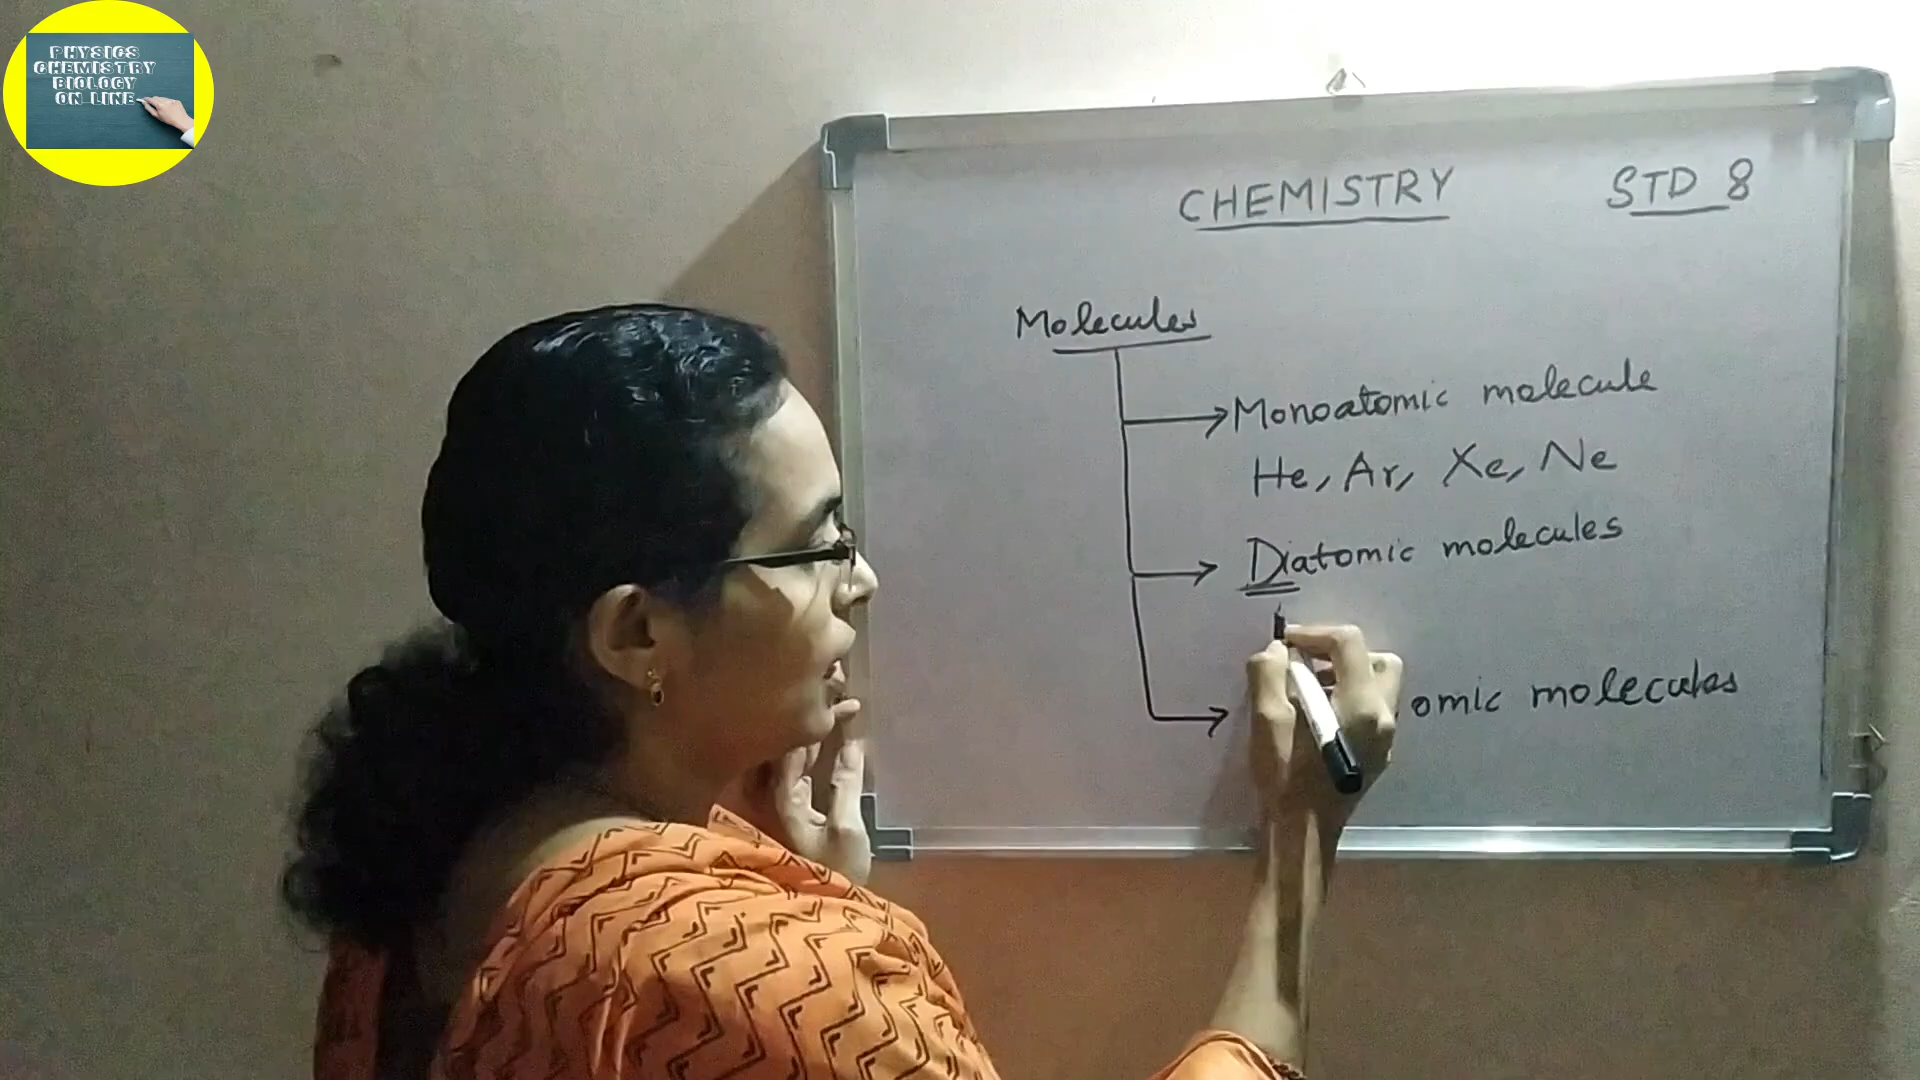 PHYSICS
CHEMISTRY
BIOLOGY
ON LINE
CHEMISTRY STD 8
Molecules
Monoatomic molecule
He, Ar, Xe, Ne
Diatomic molecules
omic molecules